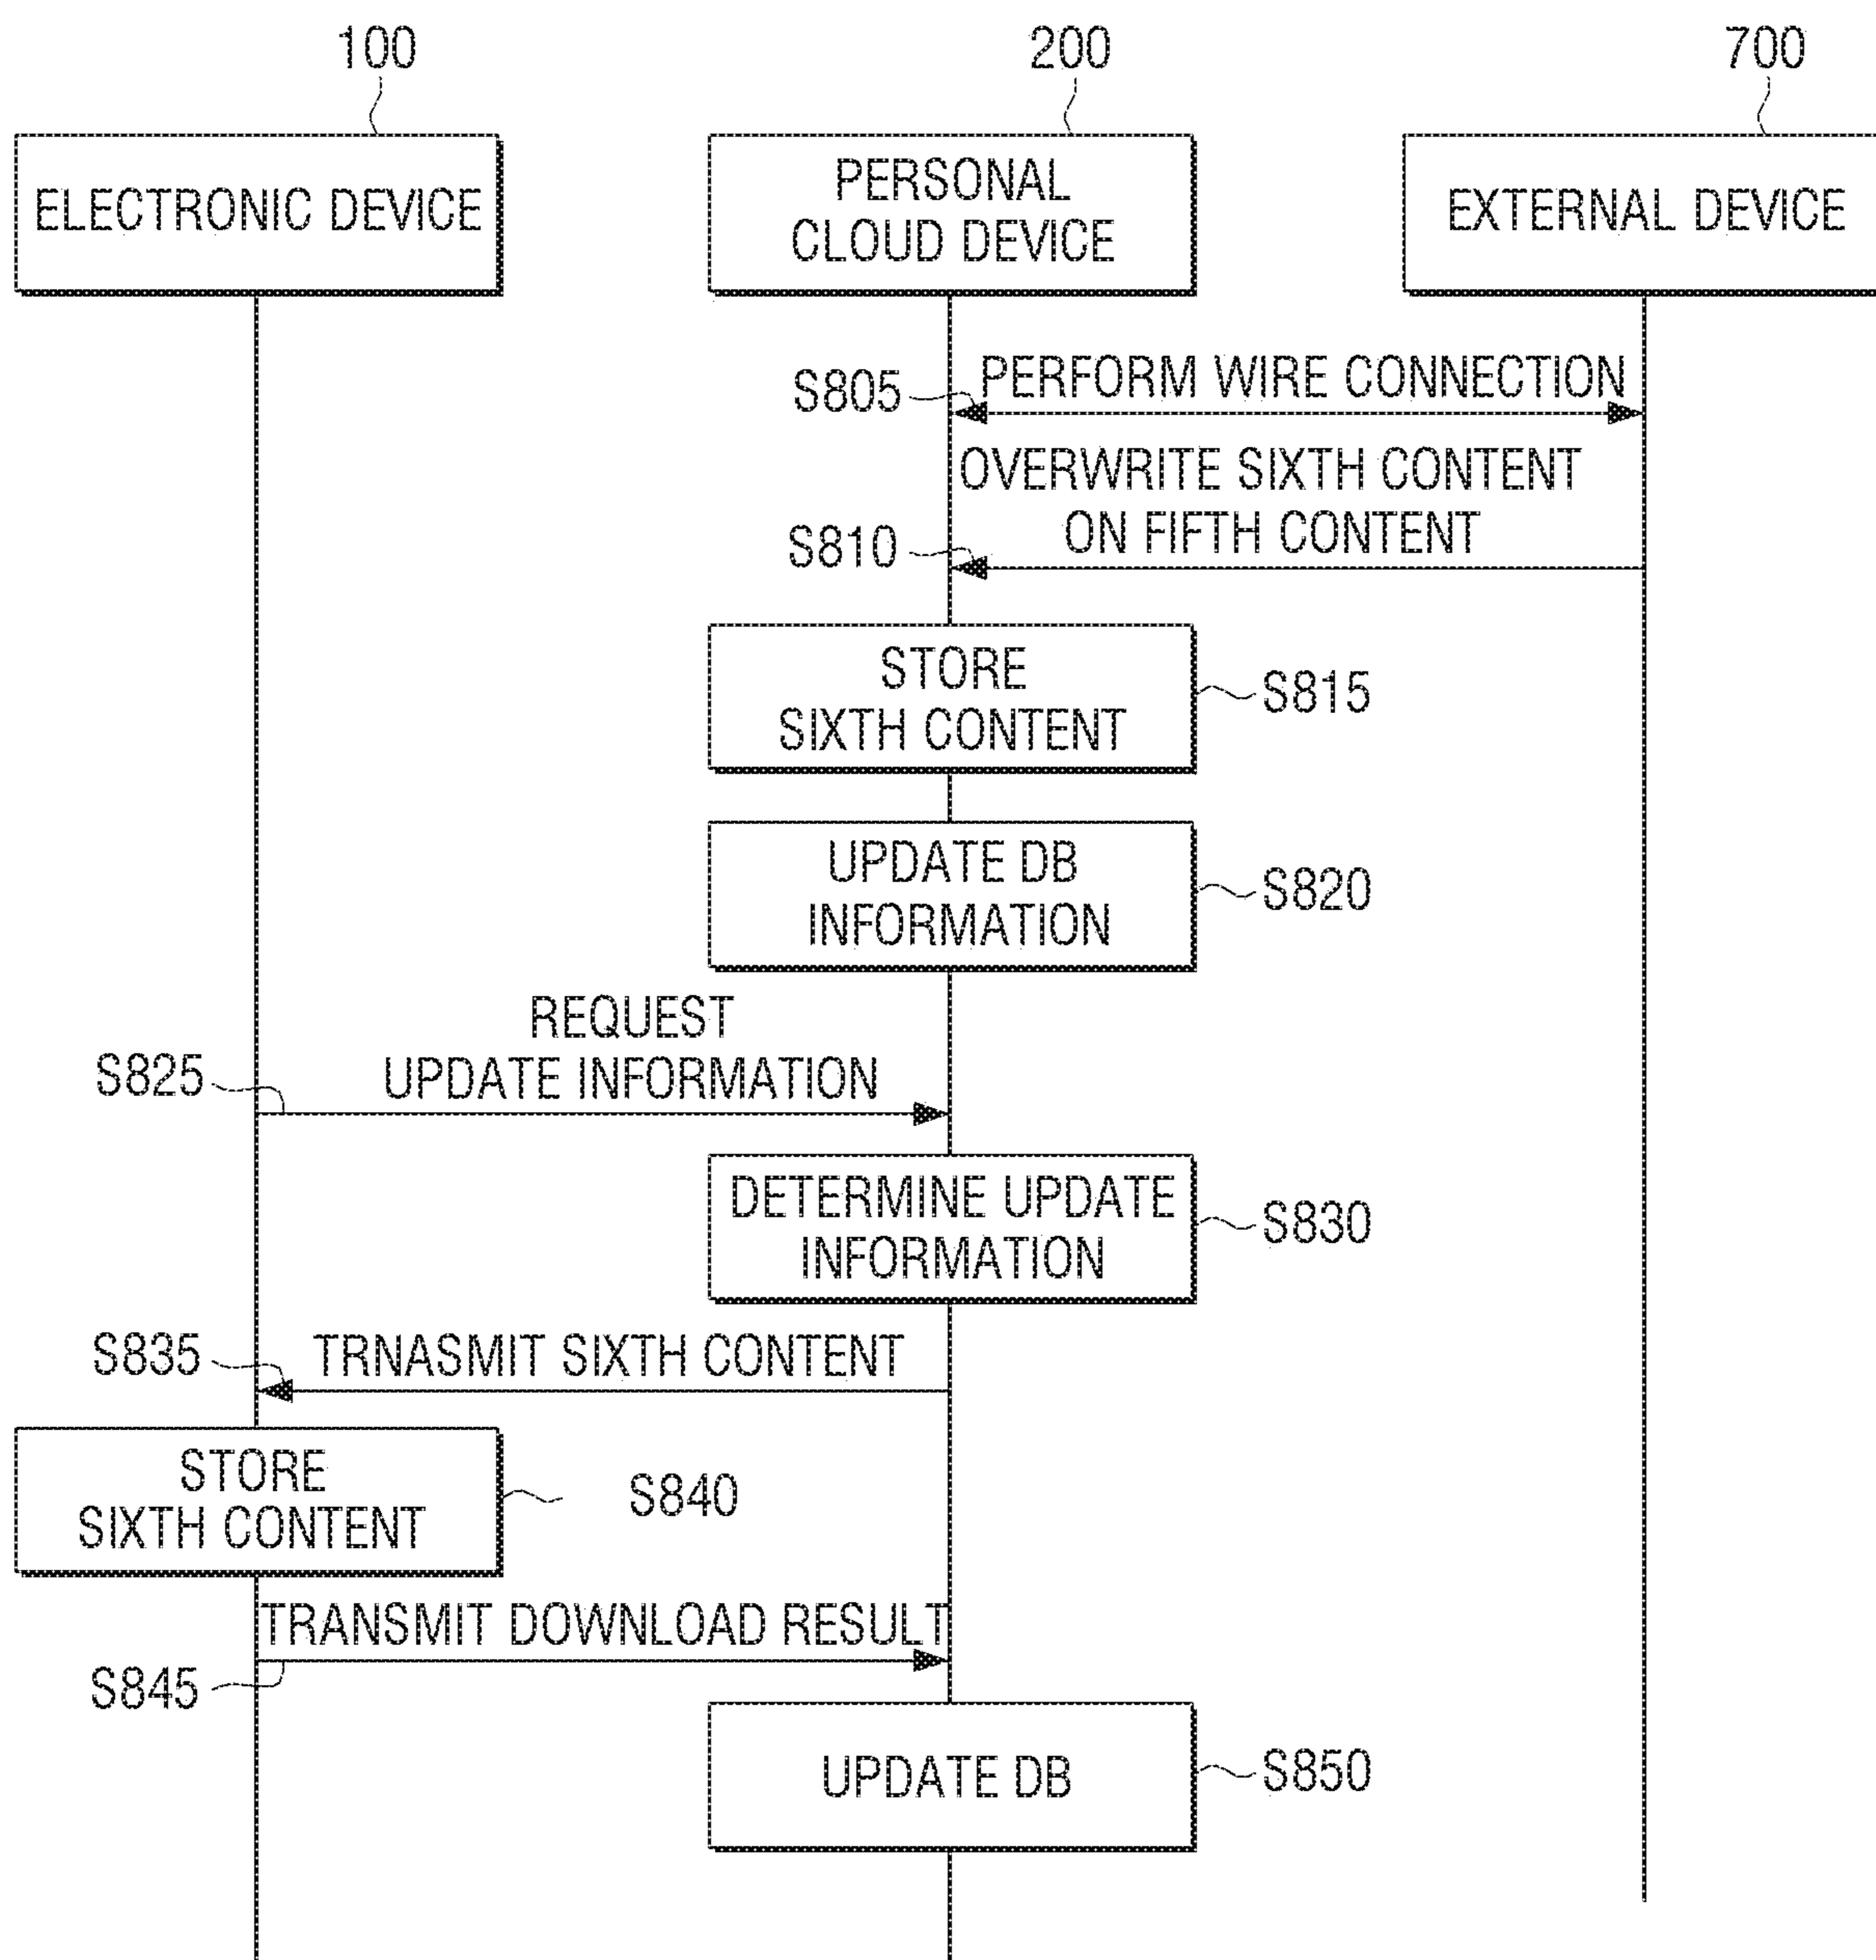 100
200
700
ELECTRONIC DEVICE
PERSONAL
CLOUD DEVICE
EXTERNAL DEVICE
S805
PERFORM WIRE CONNECTION
OVERWRITE SIXTH CONTENT
ON FIFTH CONTENT
S810
STORE
SIXTH CONTENT
S815
UPDATE DB
INFORMATION
S820
REQUEST
UPDATE INFORMATION
S825
DETERMINE UPDATE
INFORMATION
S830
S835
TRNASMIT SIXTH CONTENT
STORE
SIXTH CONTENT
S840
TRANSMIT DOWNLOAD RESULT
S845
UPDATE DB
S850